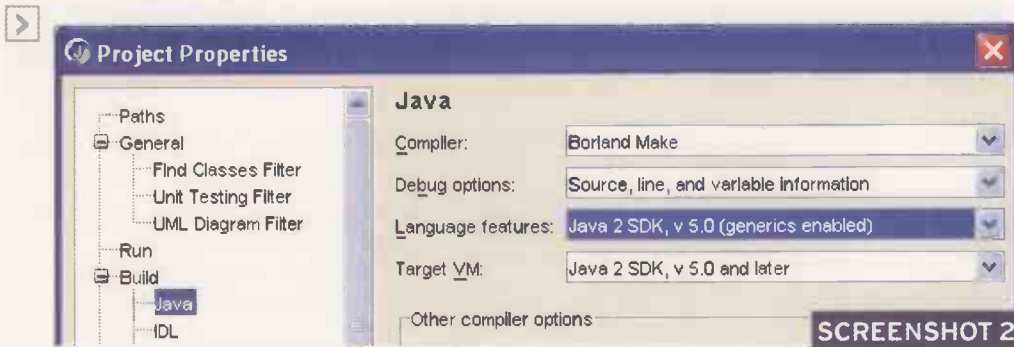 Project Properties
Paths
General
Find Classes Filter
Unit Testing Filter
UML Diagram Filter
Run
Build
Java
IDL
Java
Compiler: Borland Make
Debug options: Source, line, and variable information
Language features: Java 2 SDK, v 5.0 (generics enabled)
Target VM: Java 2 SDK, v 5.0 and later
Other compiler options
SCREENSHOT 2